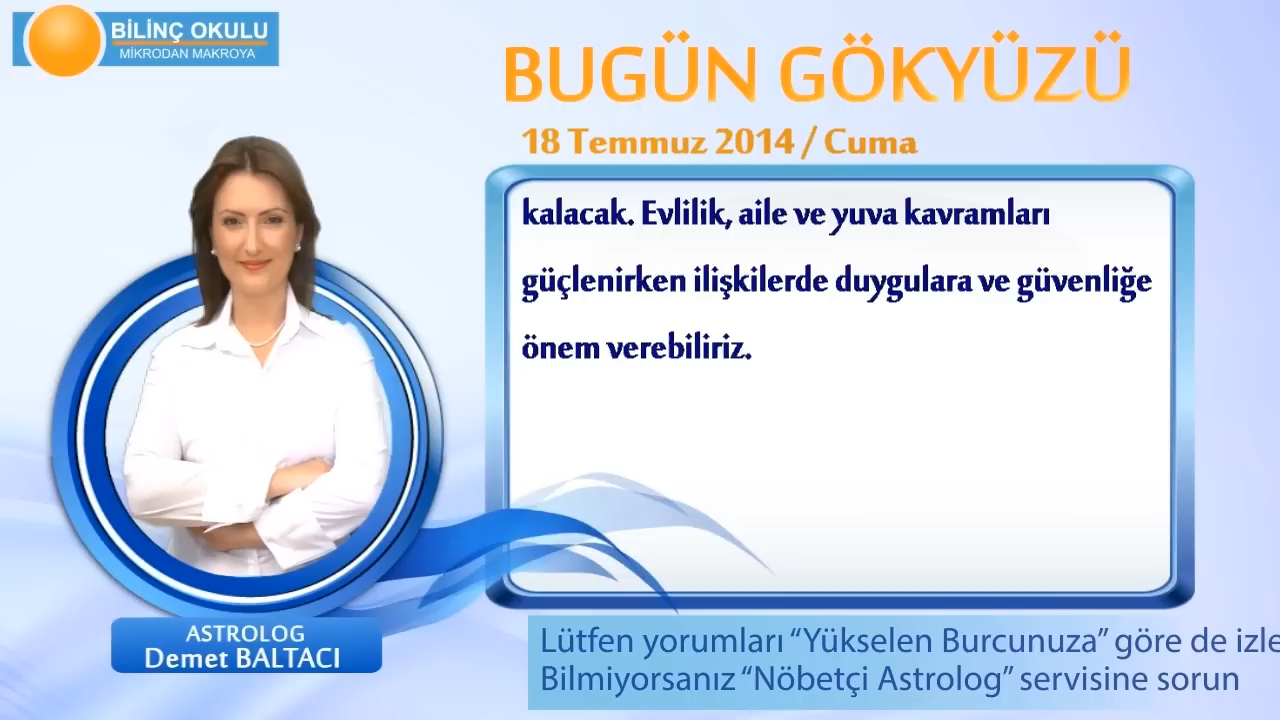 BİLİNÇ OKULU
MİKRODAN MAKROYA
BUGÜN GÖKYÜZÜ
18 Temmuz 2014 / Cuma
kalacak. Evlilik, aile ve yuva kavramları
güçlenirken ilişkilerde duygulara ve güvenliğe
önem verebiliriz.
ASTROLOG
Demet BALTACI
Lütfen yorumları “Yükselen Burcunuza” göre de izle
Bilmiyorsanız “Nöbetçi Astrolog” servisine sorun